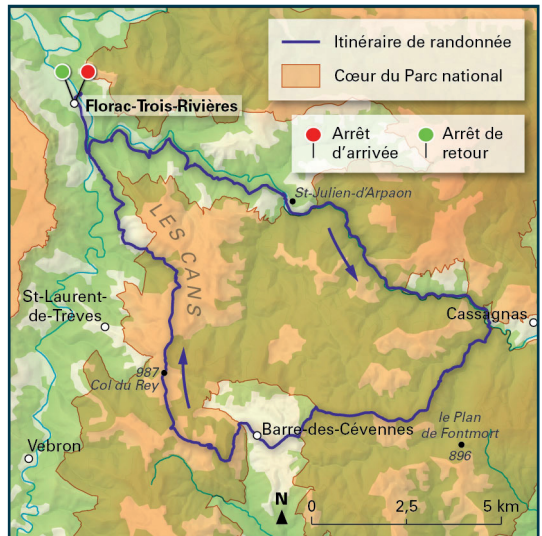 Itinéraire de randonnée
Cœur du Parc national
Arrêt
d'arrivée
Arrêt de
retour
Florac-Trois-Rivières
St-Julien-d'Arpaon
LES CANS
St-Laurent-
de-Trèves
Cassagnas
987
Col du Rey
le Plan
de Fontmort
896
Barre-des-Cévennes
Vebron
N
0
2,5
5 km